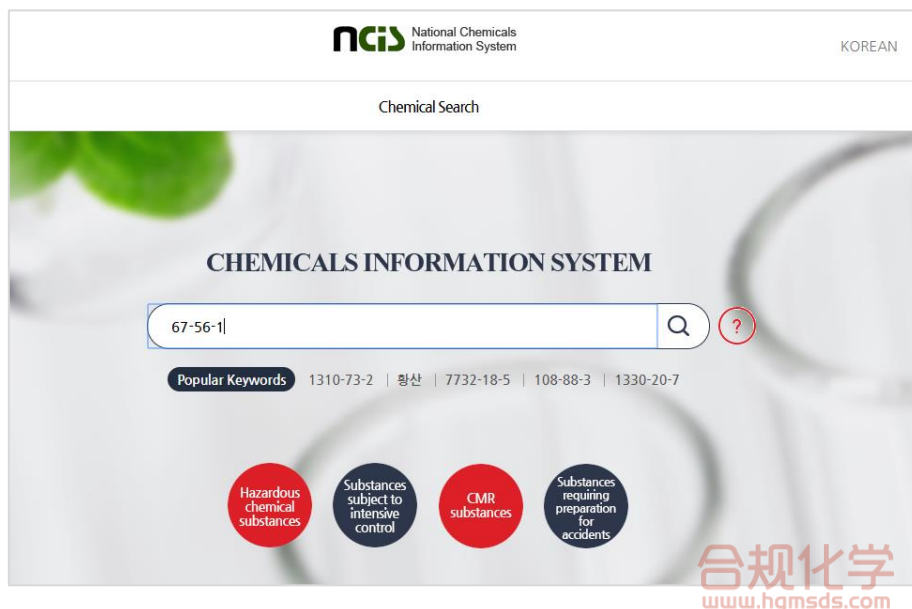 ncis National Chemicals
Information System
KOREAN
Chemical Search
CHEMICALS INFORMATION SYSTEM
67-56-1
?
Popular Keywords 1310-73-2 | 황산 | 7732-18-5 | 108-88-3 | 1330-20-7
Hazardous
chemical
substances
Substances
subject to
intensive
control
CMR
substances
Substances
requiring
preparation
for
accidents
合规化学
www.hgmsds.com